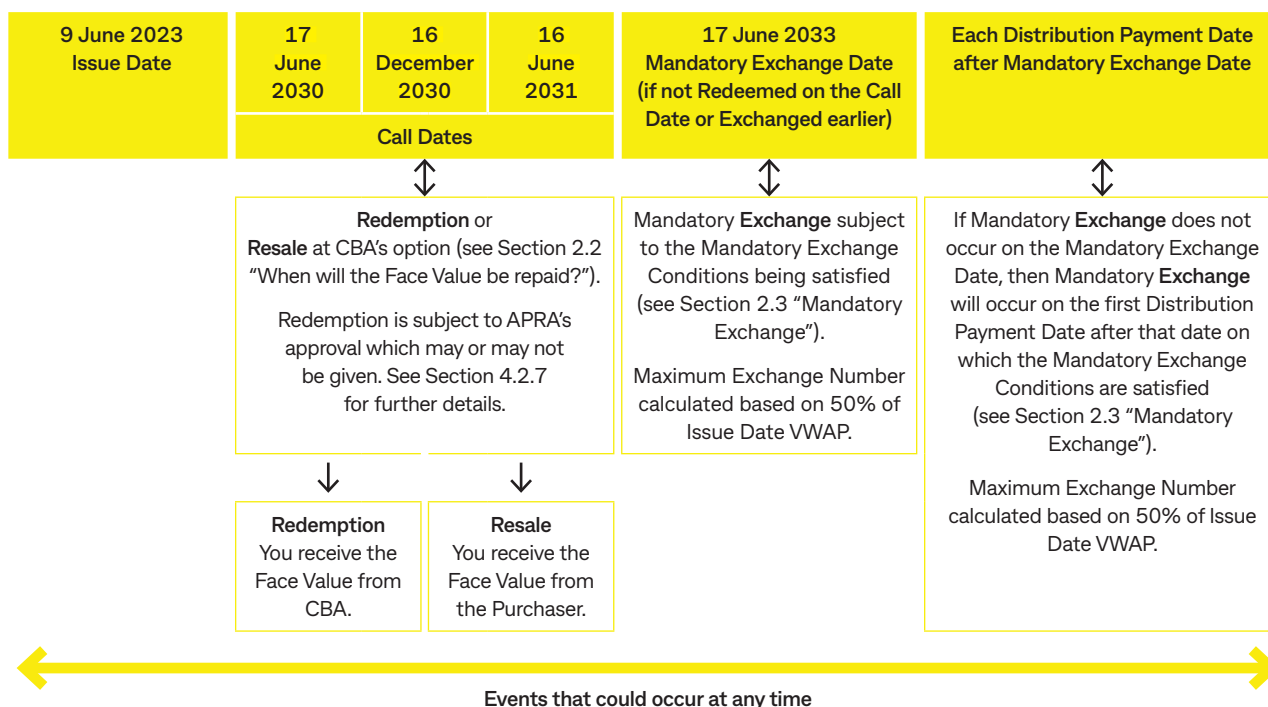 9 June 2023
Issue Date
17
June
2030
16
December
2030
16
June
2031
Call Dates
17 June 2033
Mandatory Exchange Date
(if not Redeemed on the Call
Date or Exchanged earlier)
Each Distribution Payment Date
after Mandatory Exchange Date
Redemption or
Resale at CBA’s option (see Section 2.2
“When will the Face Value be repaid?”).
Redemption is subject to APRA’s
approval which may or may not
be given. See Section 4.2.7
for further details.
Redemption
You receive the
Face Value from
CBA.
Resale
You receive the
Face Value from
the Purchaser.
Mandatory Exchange subject
to the Mandatory Exchange
Conditions being satisfied
(see Section 2.3 “Mandatory
Exchange”).
Maximum Exchange Number
calculated based on 50% of
Issue Date VWAP.
If Mandatory Exchange does not
occur on the Mandatory Exchange
Date, then Mandatory Exchange
will occur on the first Distribution
Payment Date after that date on
which the Mandatory Exchange
Conditions are satisfied
(see Section 2.3 “Mandatory
Exchange”).
Maximum Exchange Number
calculated based on 50% of Issue
Date VWAP.
Events that could occur at any time